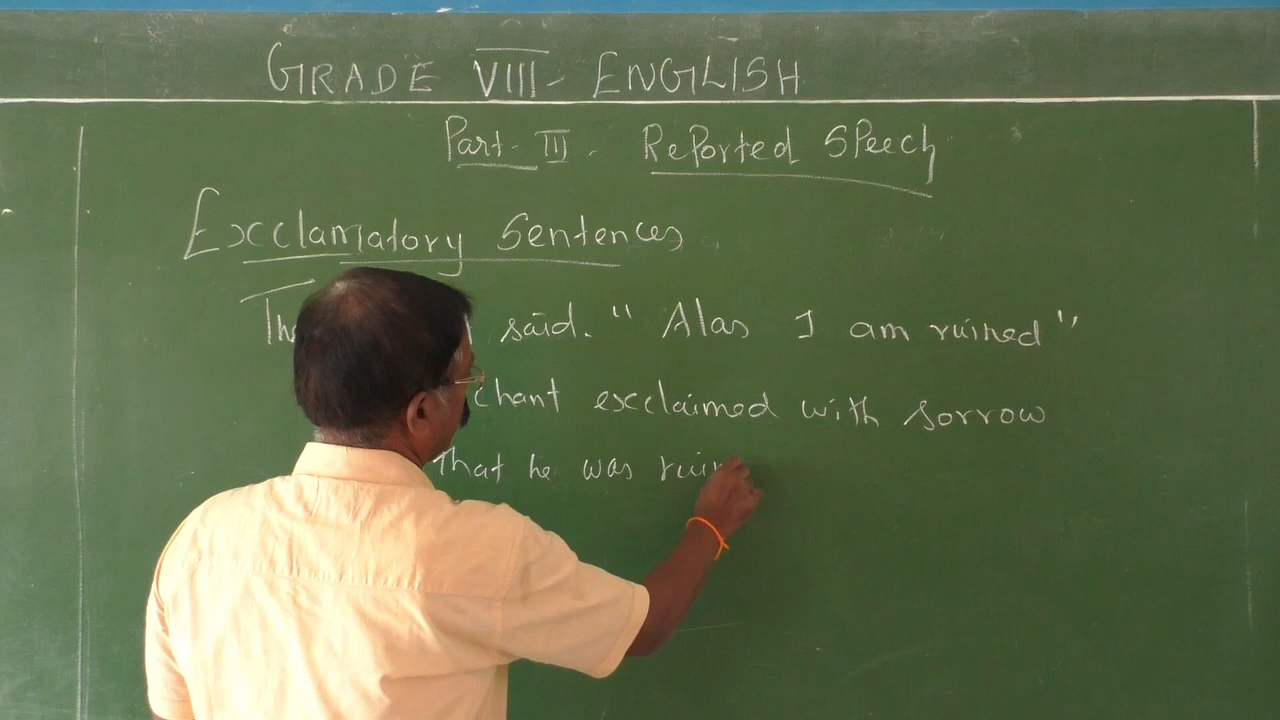 GRADE VIII - ENGLISH
Part - III - Reported Speech
Exclamatory Sentences
said. " Alas I am ruined "
exclaimed with sorrow
that he was